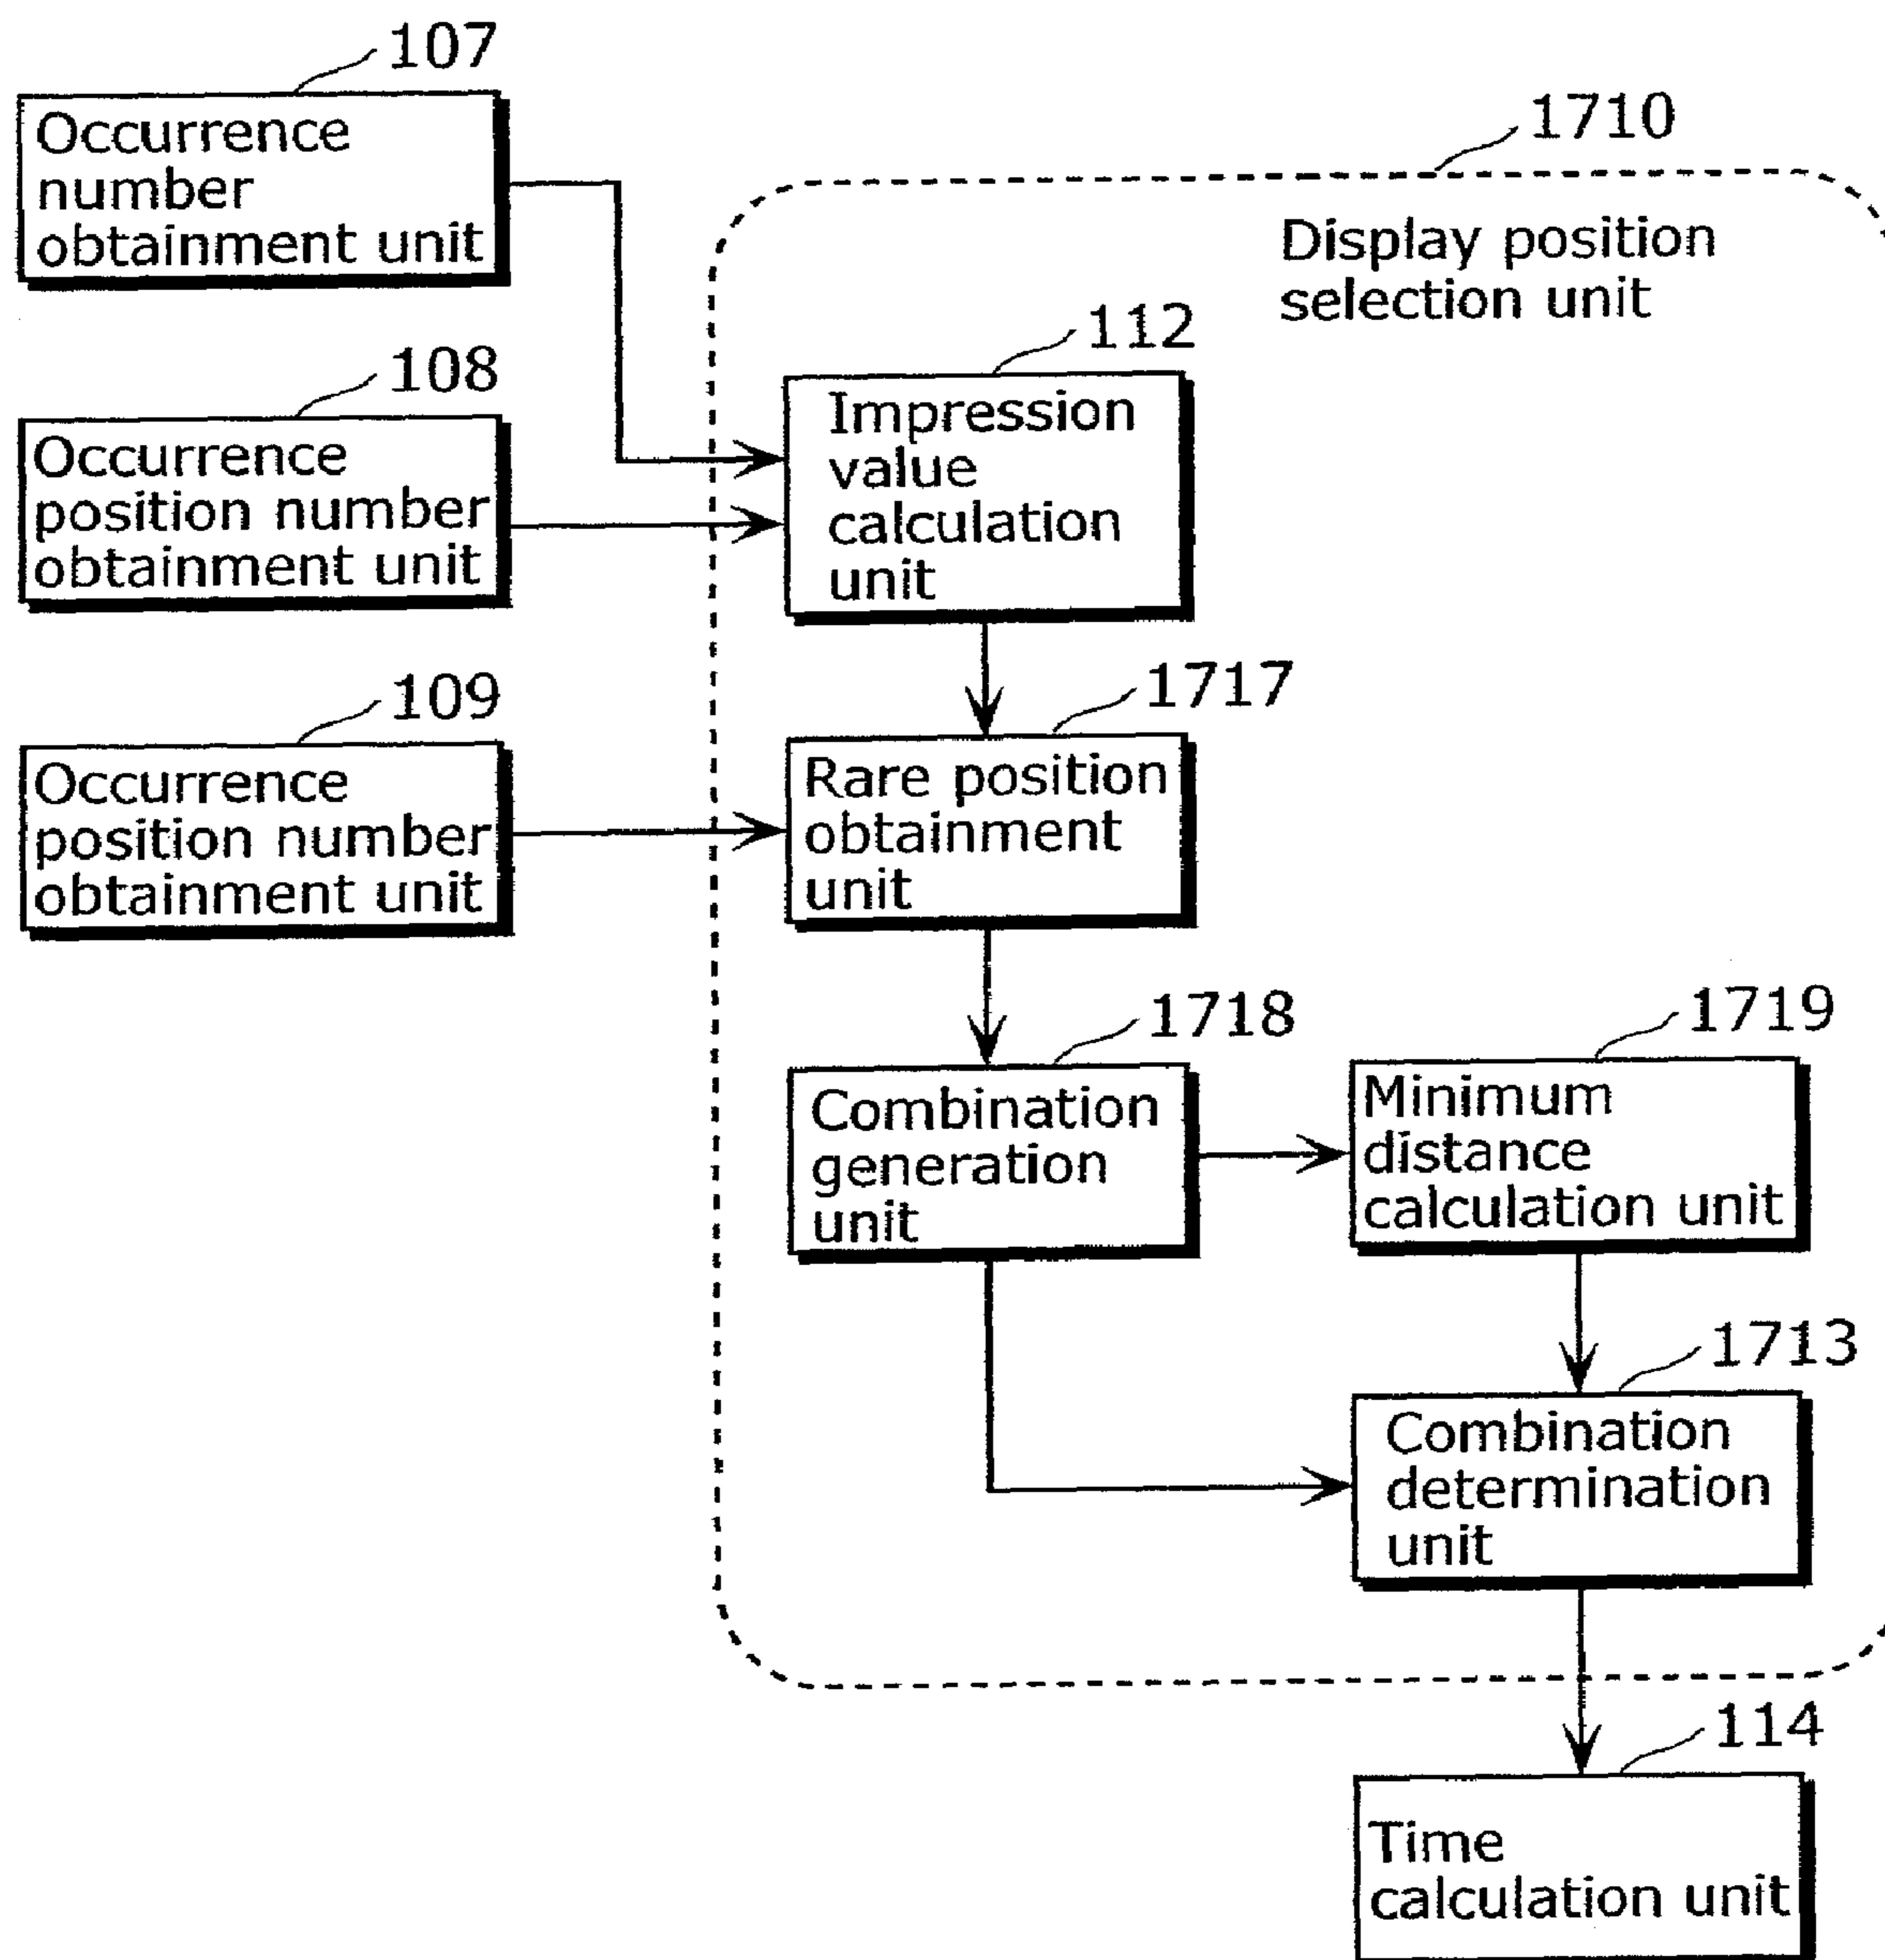 107
Occurrence
number
obtainment unit
1710
Display position
selection unit
108
Occurrence
position number
obtainment unit
112
Impression
value
calculation
unit
109
Occurrence
position number
obtainment unit
1717
Rare position
obtainment
unit
1718
Combination
generation
unit
1719
Minimum
distance
calculation unit
1713
Combination
determination
unit
114
Time
calculation unit